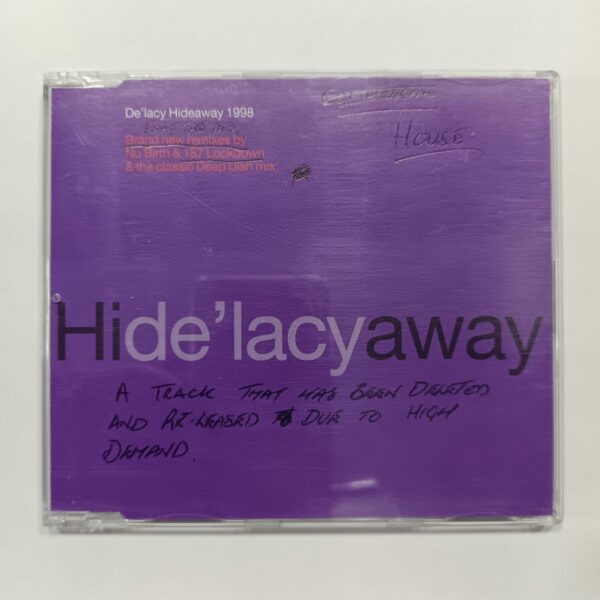 De'lacy Hideaway 1998
Brand new remixes by
Nu Birth & 187 Lockdown
& the classic Deep Dish mix
HOUSE
Hide'lacyaway
A TRACK THAT HAS BEEN DELETED
AND RE-LEASED DUE TO HIGH
DEMAND.